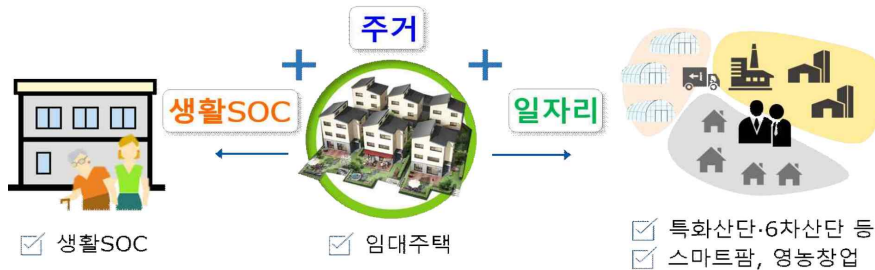 주거
생활SOC
일자리
생활SOC
임대주택
특화산단·6차산단 등
스마트팜, 영농창업